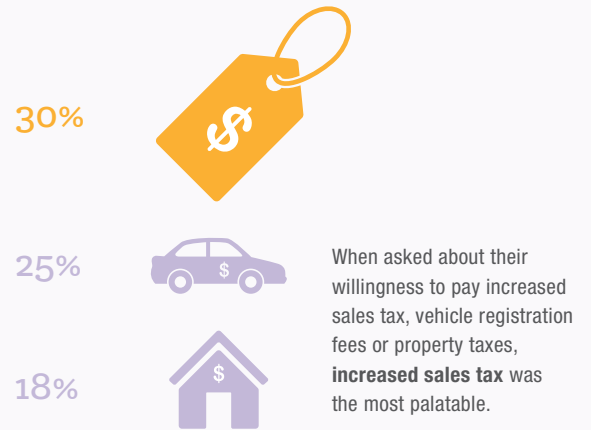 30%
$
25%
$
18%
$
When asked about their
willingness to pay increased
sales tax, vehicle registration
fees or property taxes,
increased sales tax was
the most palatable.